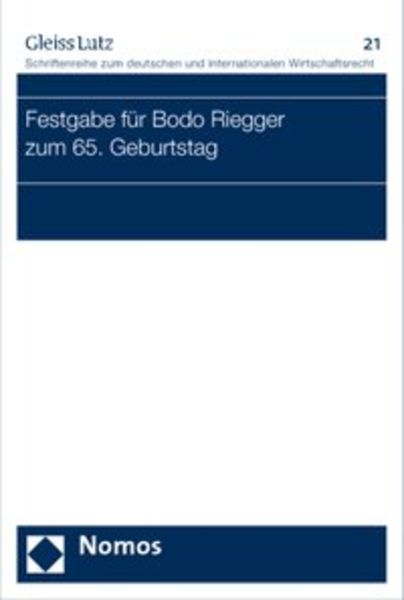 Gleiss Lutz 21
Schriftenreihe zum deutschen und internationalen Wirtschaftsrecht
Festgabe für Bodo Riegger
zum 65. Geburtstag
Nomos